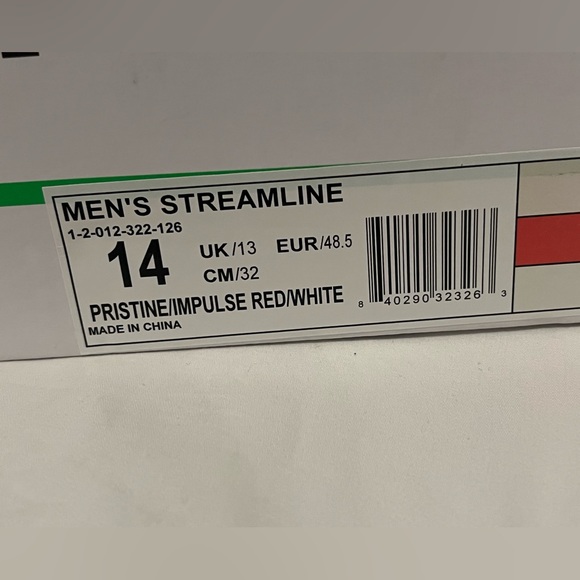 MEN'S STREAMLINE
1-2-012-322-126
14 UK/13 EUR/48.5
CM/32
PRISTINE/IMPULSE RED/WHITE
MADE IN CHINA
8 40290 32326 3